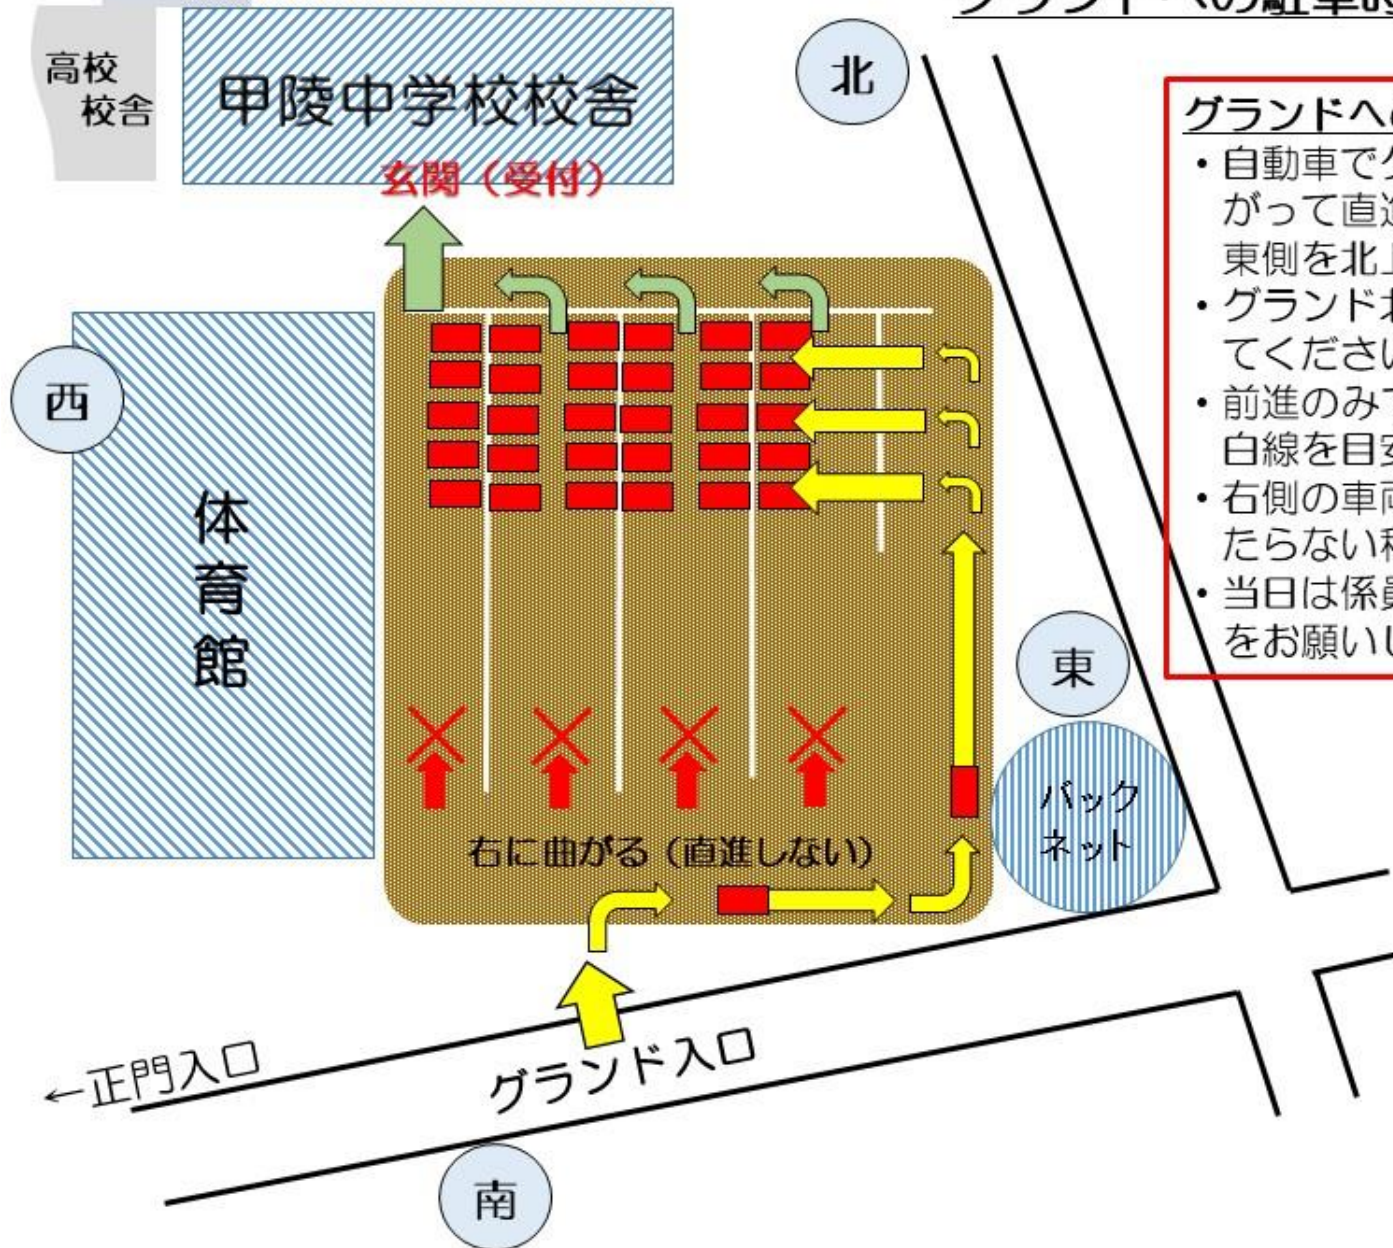 高校
校舎
甲陵中学校校舎
玄関（受付）
北
グランドへの駐車
グランドへ
・自動車で
がって直進
東側を北上
・グランド北
てください
・前進のみで
白線を目安
・右側の車両
たらない
・当日は係員
をお願いし
西
体
育
館
東
バック
ネット
右に曲がる（直進しない）
←正門入口
グランド入口
南